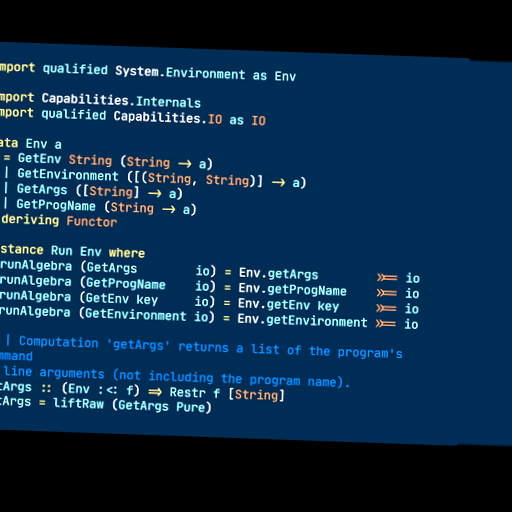 mport qualified System.Environment as Env
mport Capabilities.Internals
mport qualified Capabilities.IO as IO
ata Env a
= GetEnv String (String -> a)
| GetEnvironment ([(String, String)] -> a)
| GetArgs ([String] -> a)
| GetProgName (String -> a)
deriving Functor
stance Run Env where
runAlgebra (GetArgs io) = Env.getArgs >>= io
runAlgebra (GetProgName io) = Env.getProgName >>= io
runAlgebra (GetEnv key io) = Env.getEnv key >>= io
runAlgebra (GetEnvironment io) = Env.getEnvironment >>= io
| Computation 'getArgs' returns a list of the program's
mmand
line arguments (not including the program name).
tArgs :: (Env :<: f) => Restr f [String]
tArgs = liftRaw (GetArgs Pure)